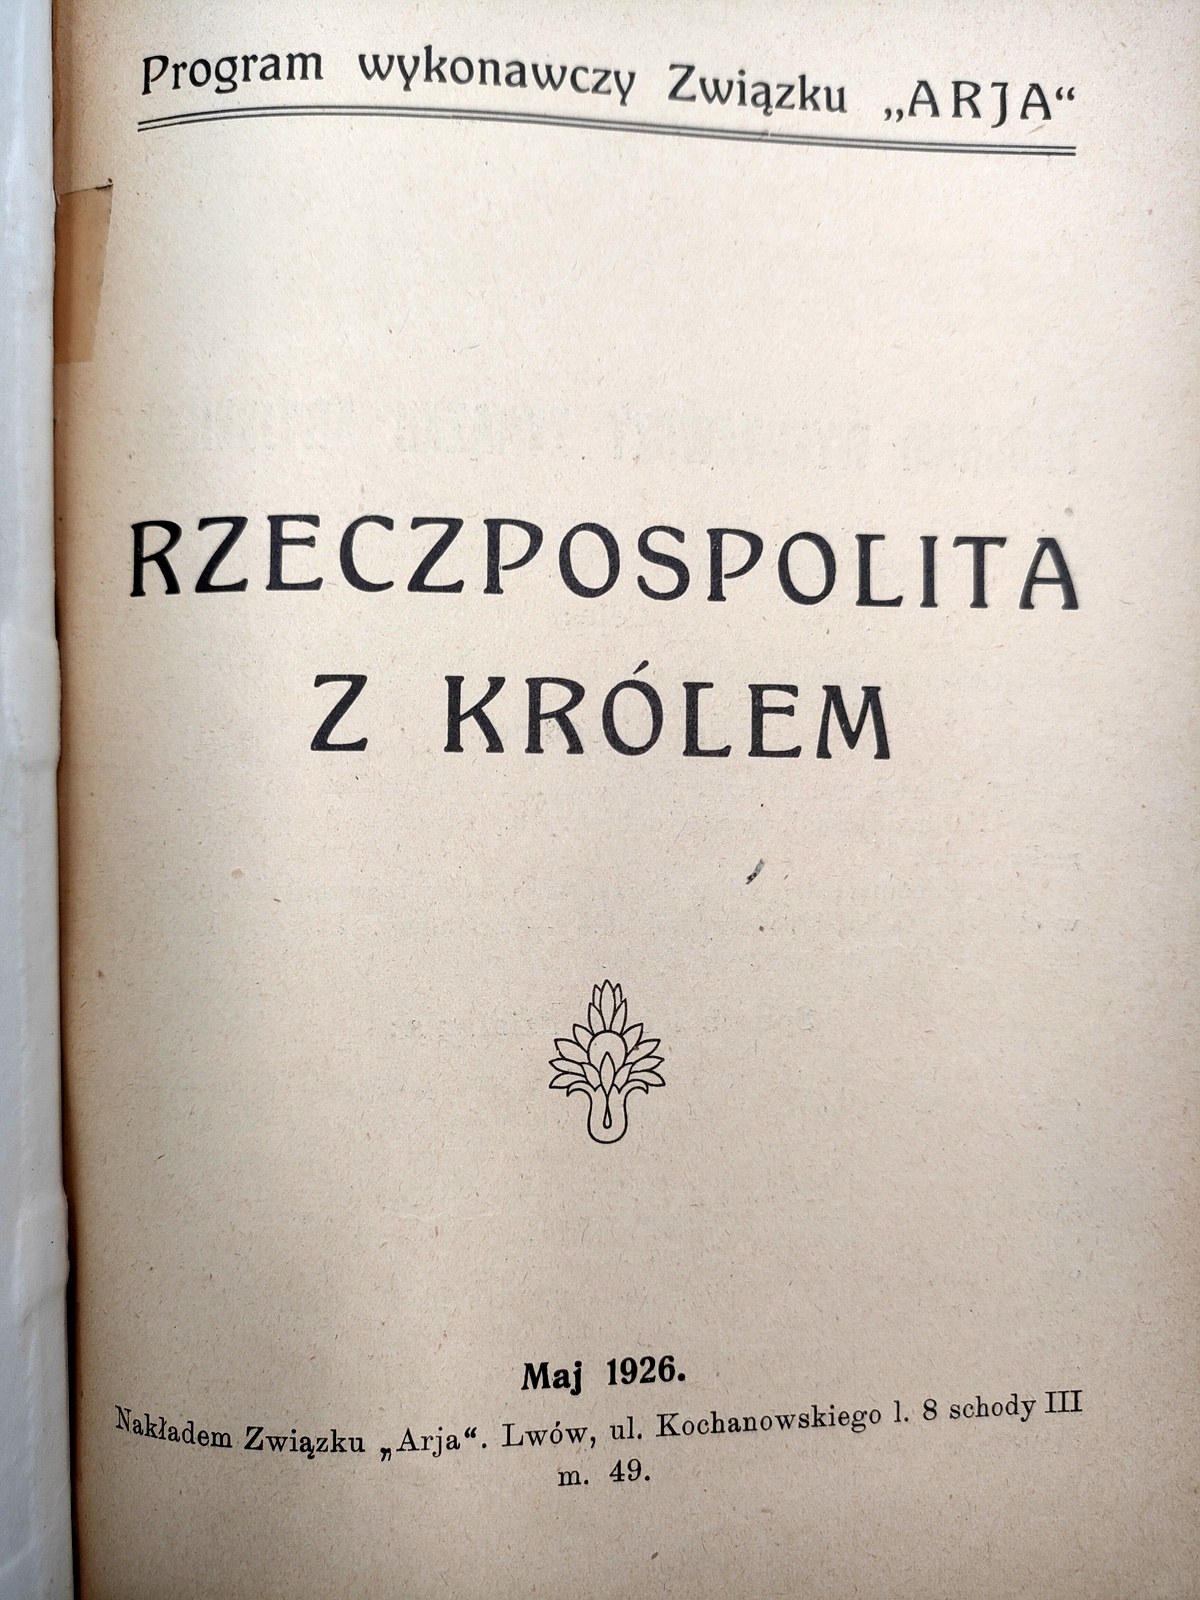 Program wykonawczy Związku „ARJA“
RZECZPOSPOLITA
Z KRÓLEM
Maj 1926.
Nakładem Związku „Arja“. Lwów, ul. Kochanowskiego l. 8 schody III
m. 49.